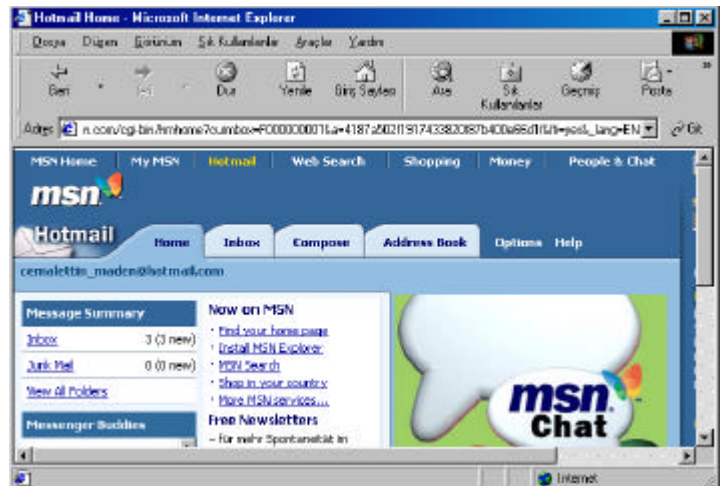 Hotmail Home - Microsoft Internet Explorer
Dosya Düzen Görünüm Sık Kullanılanlar Araçlar Yardım
Geri İleri Dur Yenile Giriş Sayfası Ara Sık Kullanılanlar Geçmiş Posta
Adres Git
MSN Home My MSN Hotmail Web Search Shopping Money People & Chat
msn
Hotmail Home Inbox Compose Address Book Options Help
cemalettin_maden@hotmail.com
Message Summary
Inbox 3 (3 new)
Junk Mail 0 (0 new)
View All Folders
Messenger Buddies
Now on MSN
Find your home page
Install MSN Explorer
MSN Search
Shop in your country
More MSN services...
Free Newsletters
– für mehr Spontaneität im
msn
Chat
Internet